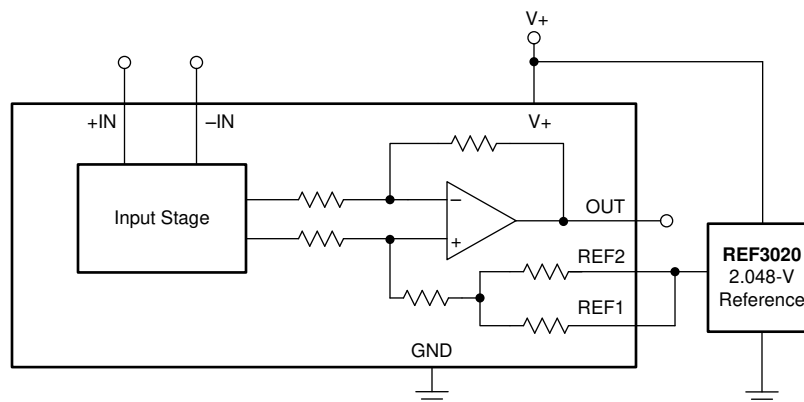 V+
+IN
–IN
V+
Input Stage
–
+
OUT
REF2
REF1
GND
REF3020
2.048-V
Reference